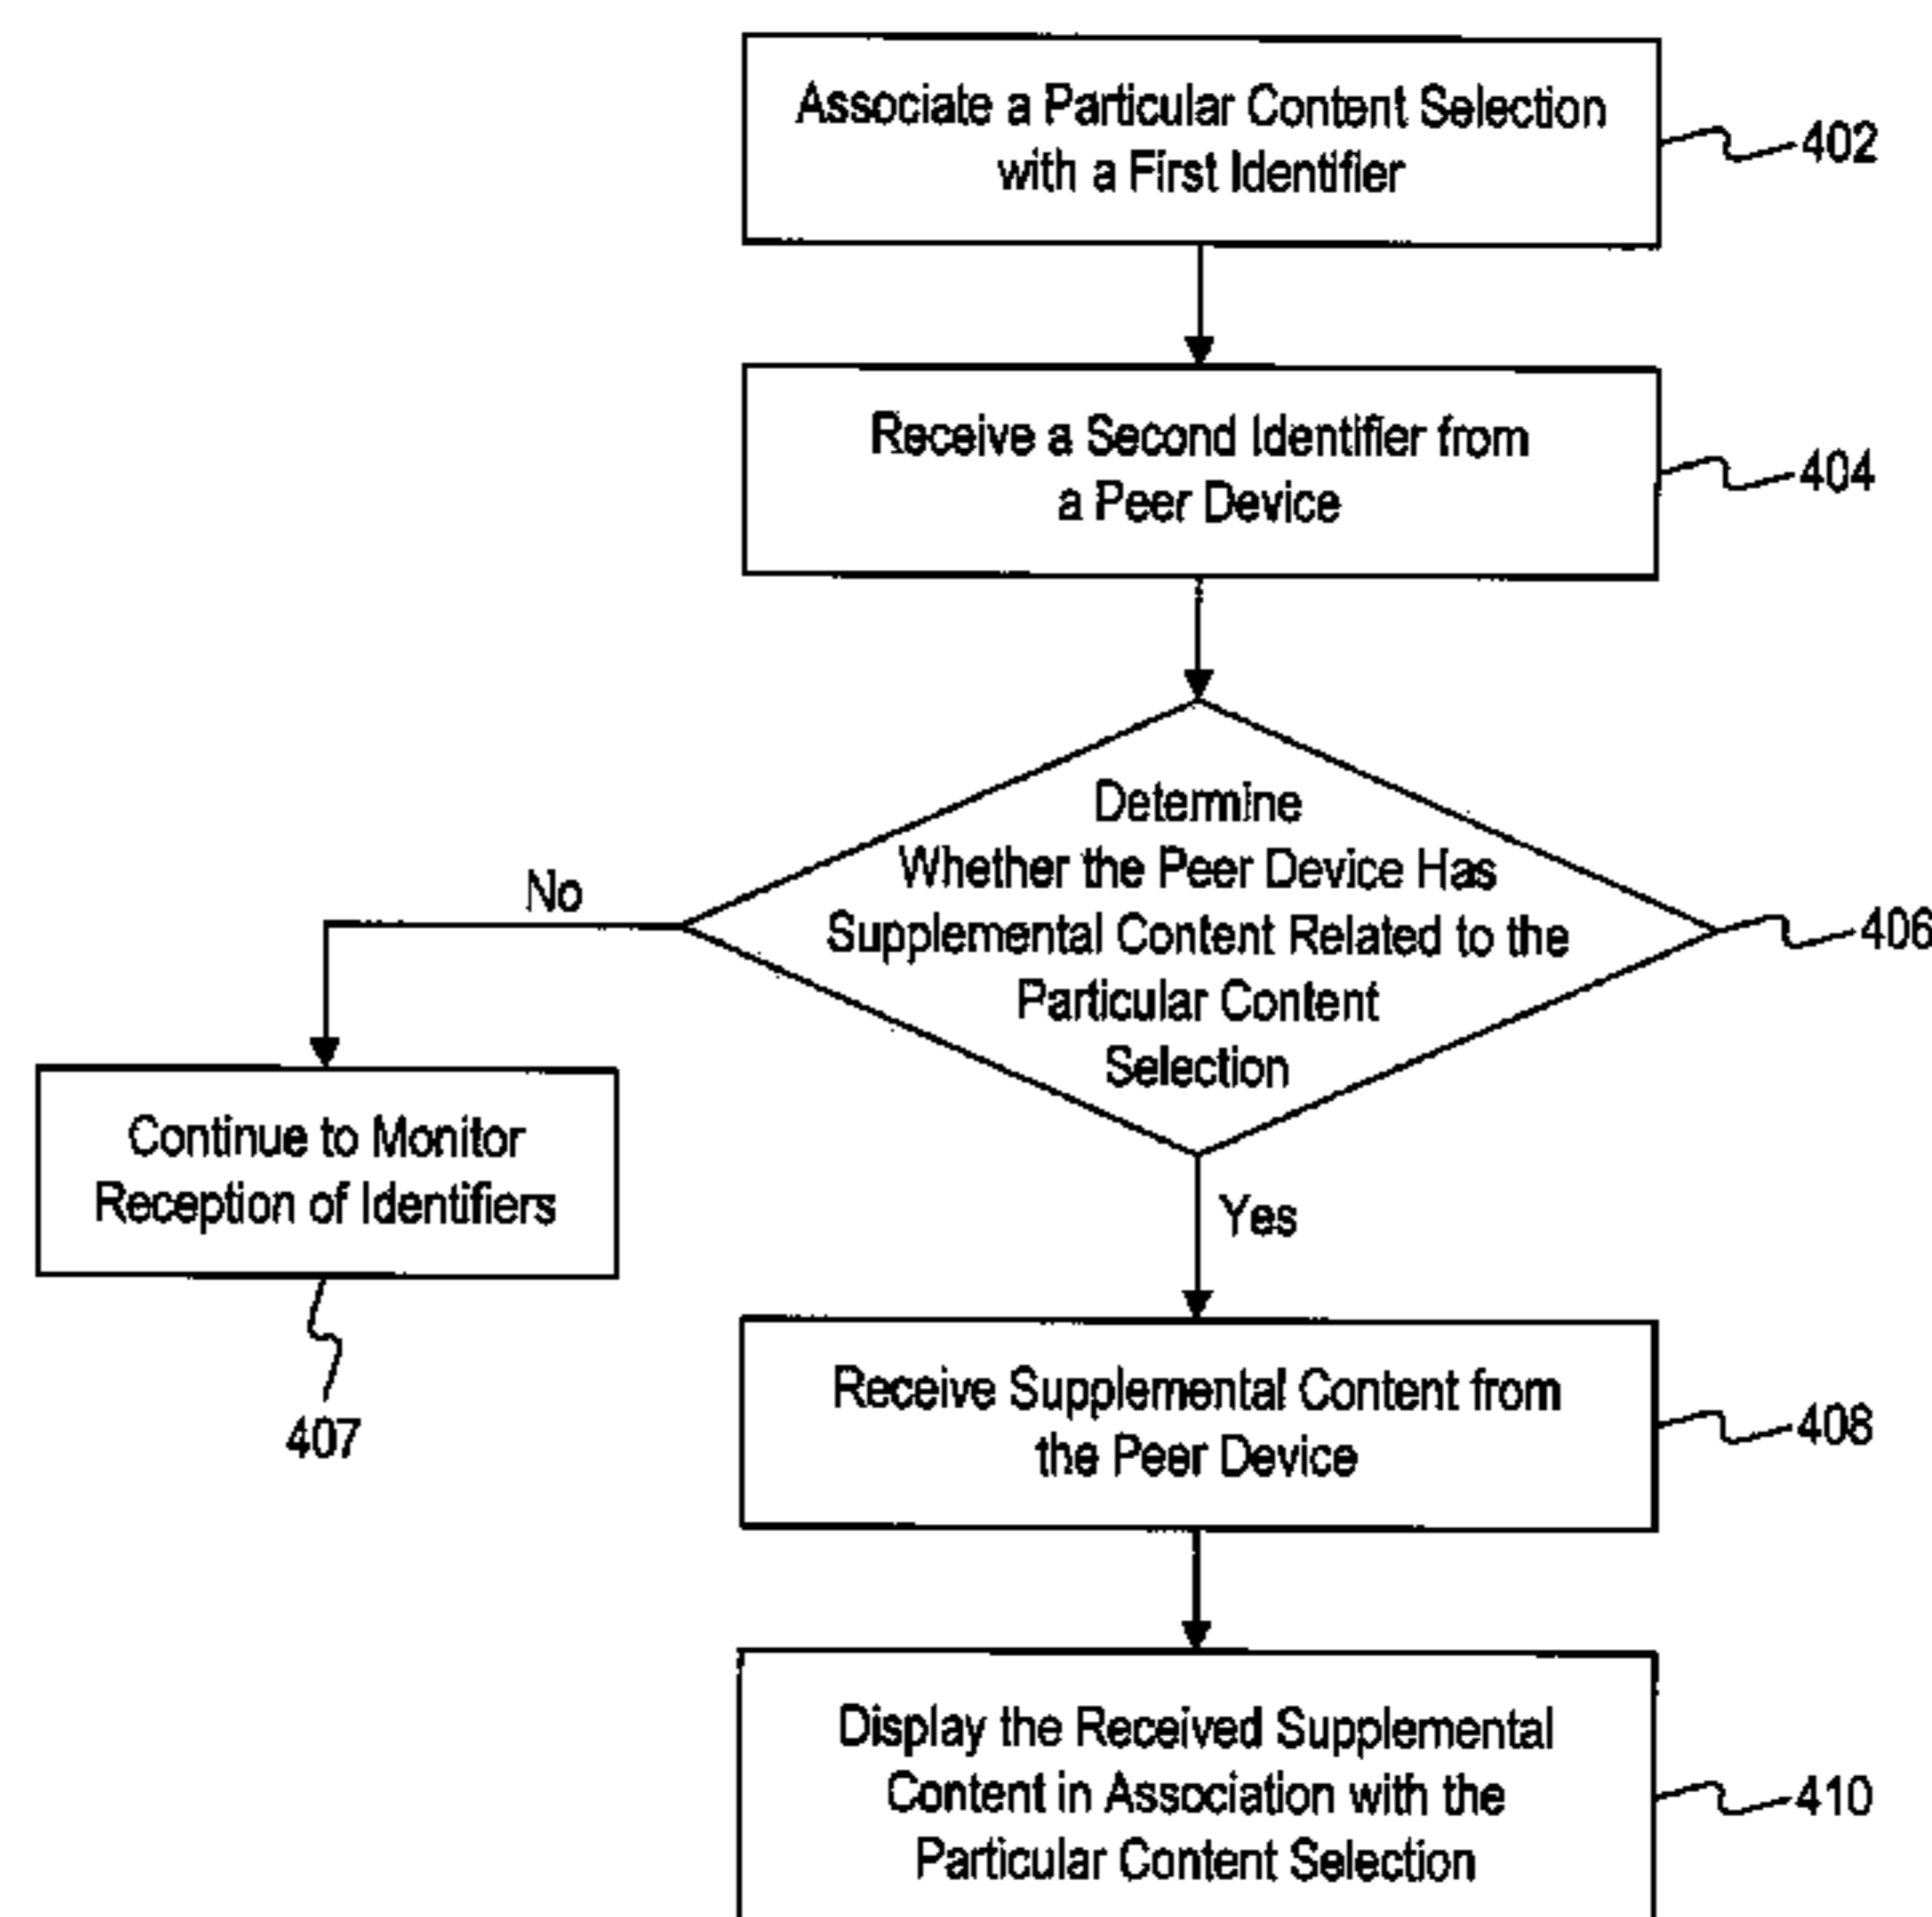 Associate a Particular Content Selection
with a First Identifier
402
Receive a Second Identifier from
a Peer Device
404
Determine
Whether the Peer Device Has
Supplemental Content Related to the
Particular Content
Selection
406
No
Continue to Monitor
Reception of Identifiers
407
Yes
Receive Supplemental Content from
the Peer Device
408
Display the Received Supplemental
Content in Association with the
Particular Content Selection
410